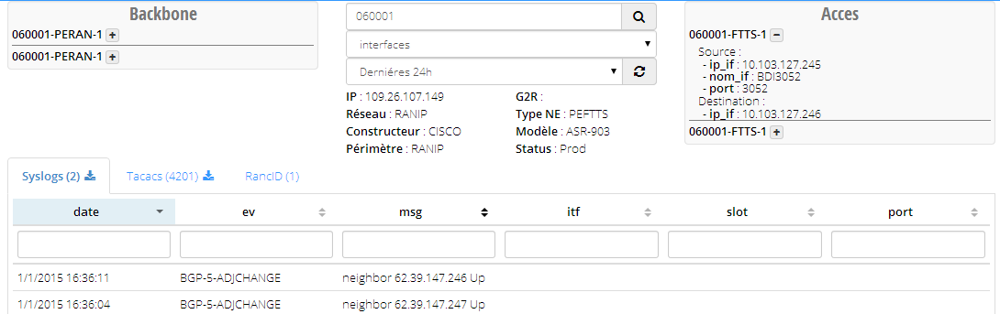 Backbone
060001-PERAN-1 +
060001-PERAN-1 +
060001
interfaces
Derniéres 24h
IP : 109.26.107.149
Réseau : RANIP
Constructeur : CISCO
Périmètre : RANIP
G2R :
Type NE : PEFTTS
Modèle : ASR-903
Status : Prod
Acces
060001-FTTS-1 −
Source :
- ip_if : 10.103.127.245
- nom_if : BDI3052
- port : 3052
Destination :
- ip_if : 10.103.127.246
060001-FTTS-1 +
Syslogs (2) Tacacs (4201) RancID (1)
date ev msg itf slot port
1/1/2015 16:36:11 BGP-5-ADJCHANGE neighbor 62.39.147.246 Up
1/1/2015 16:36:04 BGP-5-ADJCHANGE neighbor 62.39.147.247 Up